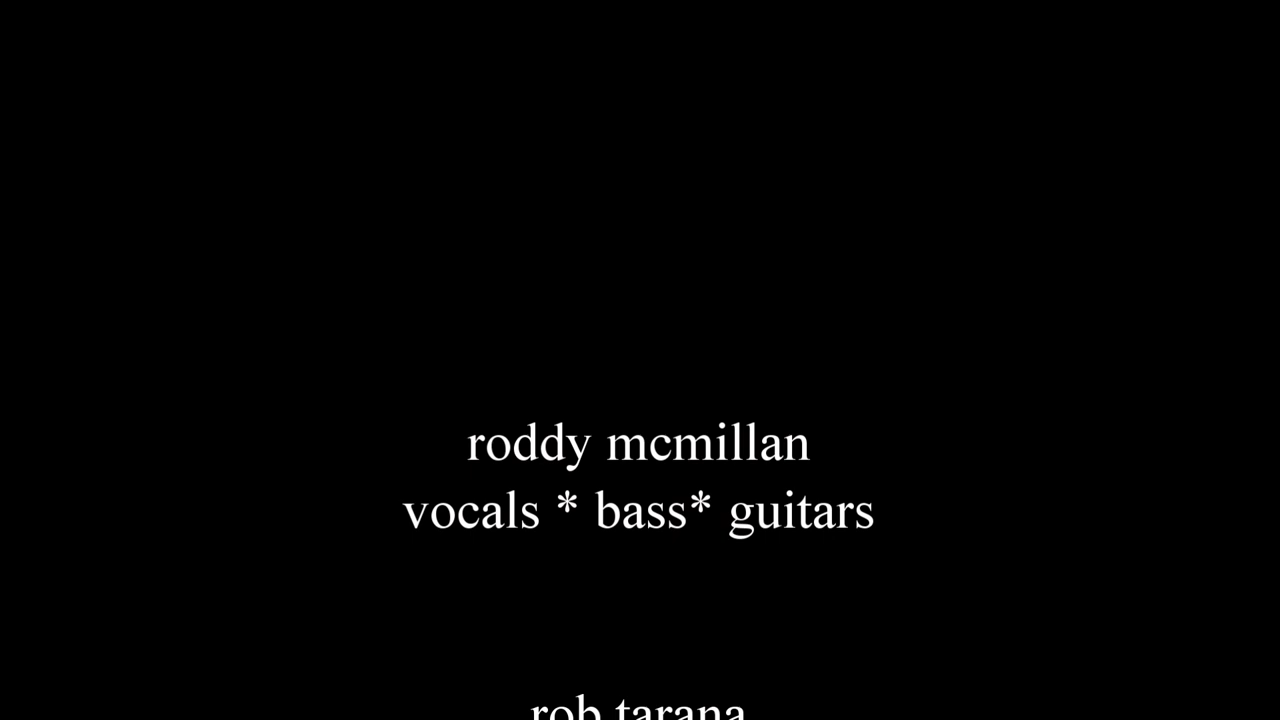 roddy mcmillan
vocals * bass* guitars
rob tarana